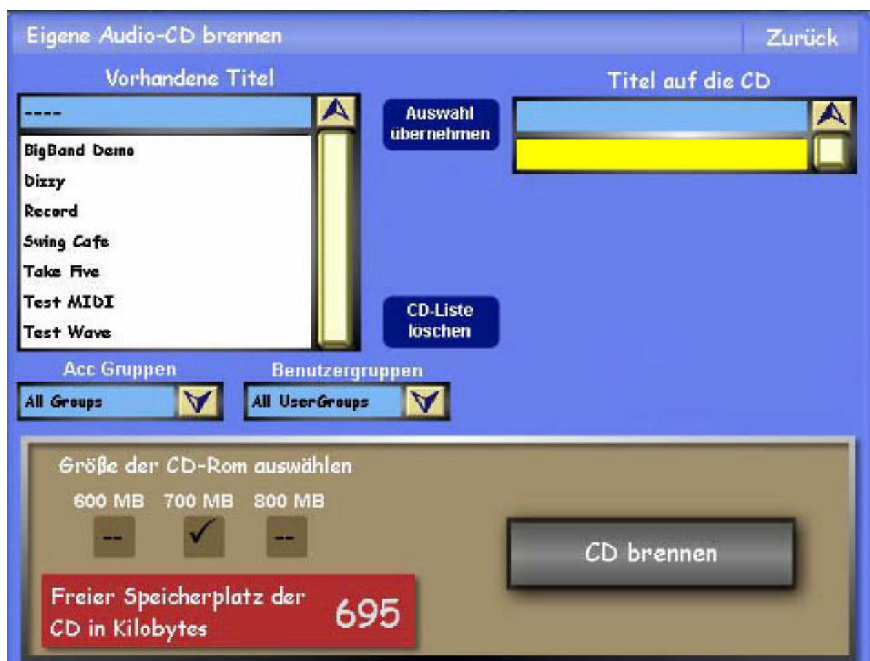 Eigene Audio-CD brennen
Zurück
Vorhandene Titel
Titel auf die CD
----
Auswahl
übernehmen
BigBand Demo
Dizzy
Record
Swing Cafe
Take Five
Test MIDI
Test Wave
CD-Liste
löschen
Acc Gruppen
Benutzergruppen
All Groups
All UserGroups
Größe der CD-Rom auswählen
600 MB 700 MB 800 MB
-- ✓ --
CD brennen
Freier Speicherplatz der
CD in Kilobytes
695